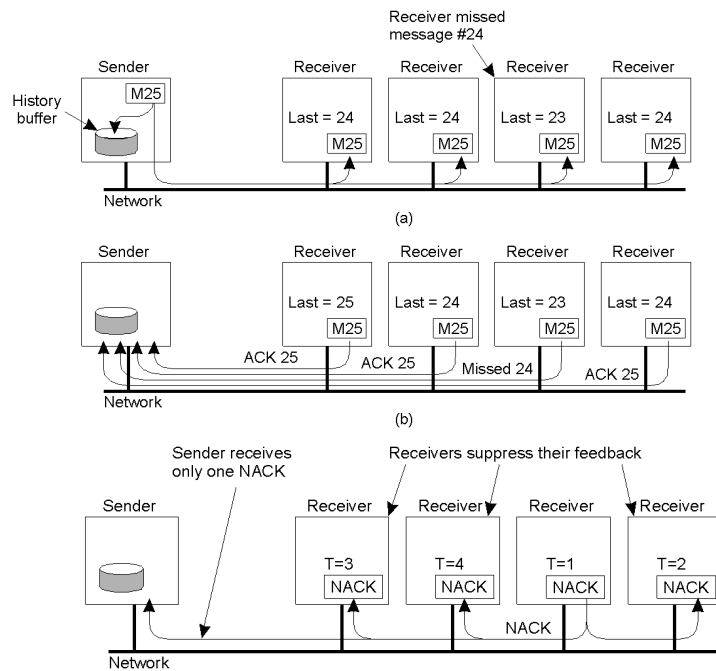 Receiver missed
message #24
Sender
Receiver
Receiver
Receiver
Receiver
History
buffer
M25
Last = 24
Last = 24
Last = 23
Last = 24
M25
M25
M25
M25
Network
(a)
Sender
Receiver
Receiver
Receiver
Receiver
Last = 25
Last = 24
Last = 23
Last = 24
M25
M25
M25
M25
ACK 25
ACK 25
Missed 24
ACK 25
Network
(b)
Sender receives
only one NACK
Receivers suppress their feedback
Sender
Receiver
Receiver
Receiver
Receiver
T=3
T=4
T=1
T=2
NACK
NACK
NACK
NACK
NACK
Network